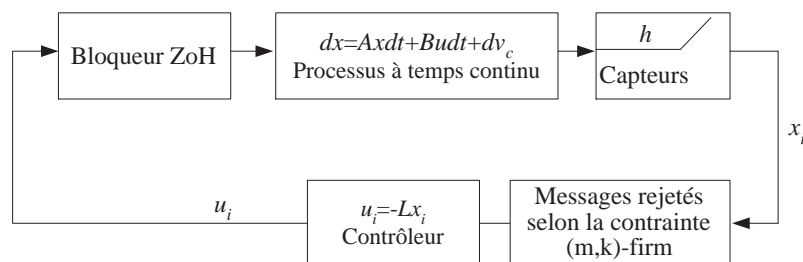 Bloqueur ZoH
dx=Axdt+Budt+dv_c
Processus à temps continu
h
Capteurs
x_i
Messages rejetés
selon la contrainte
(m,k)-firm
u_i=-Lx_i
Contrôleur
u_i